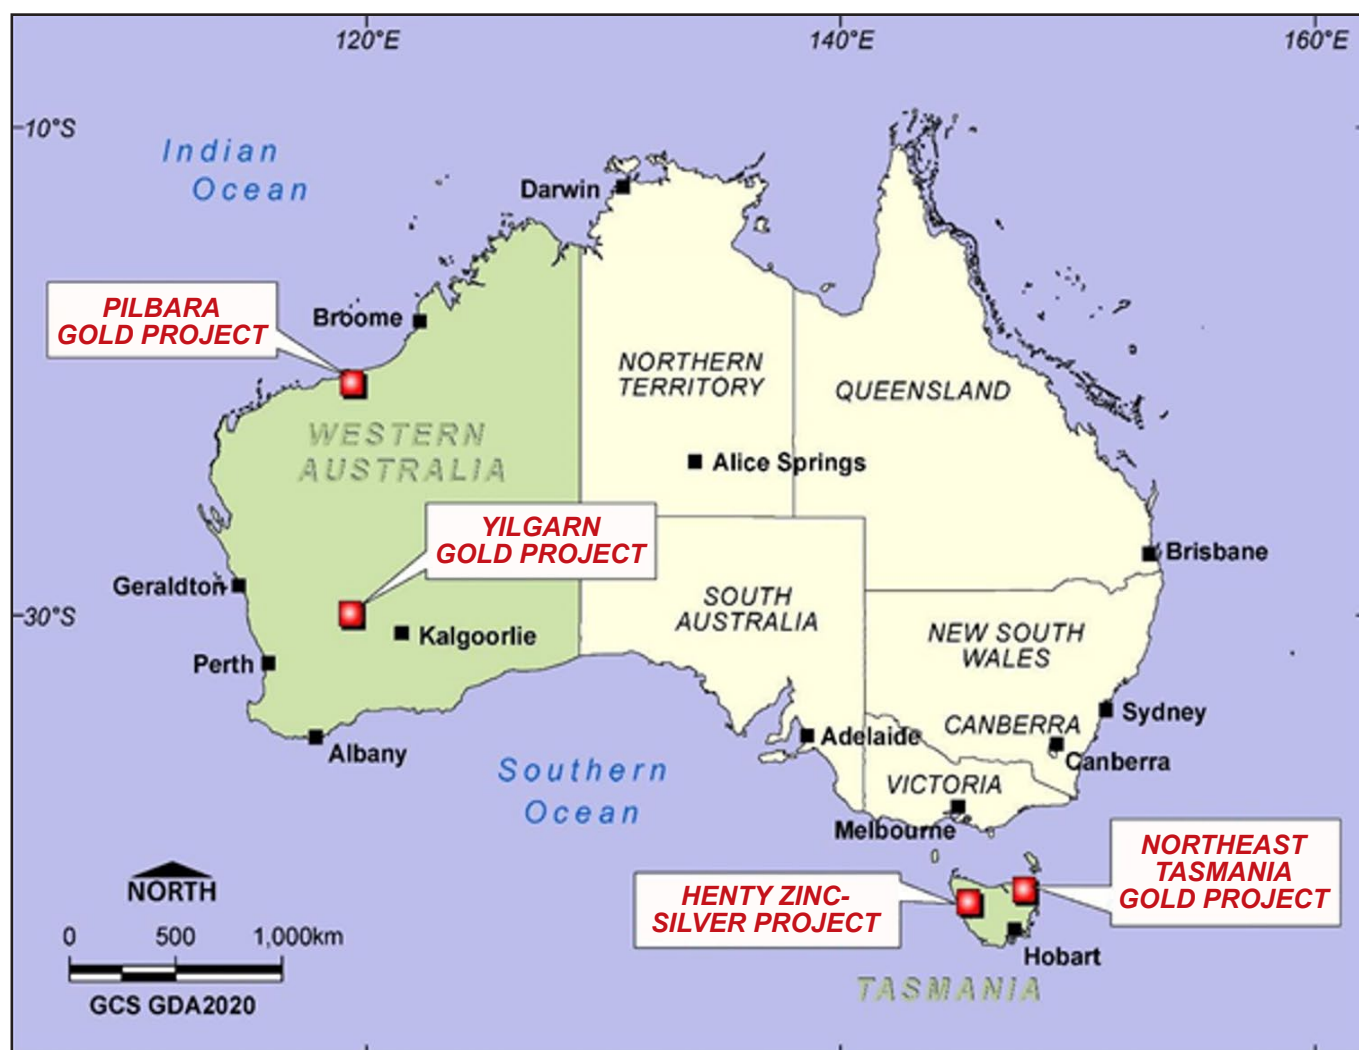 120°E
140°E
160°E
10°S
Indian
Ocean
Darwin
PILBARA
GOLD PROJECT
Broome
NORTHERN
TERRITORY
QUEENSLAND
WESTERN
AUSTRALIA
Alice Springs
YILGARN
GOLD PROJECT
Brisbane
Geraldton
30°S
SOUTH
AUSTRALIA
Kalgoorlie
NEW SOUTH
WALES
Perth
Sydney
Albany
CANBERRA
Adelaide
Canberra
Southern
Ocean
VICTORIA
Melbourne
NORTHEAST
TASMANIA
GOLD PROJECT
HENTY ZINC-
SILVER PROJECT
NORTH
0 500 1,000km
GCS GDA2020
Hobart
TASMANIA